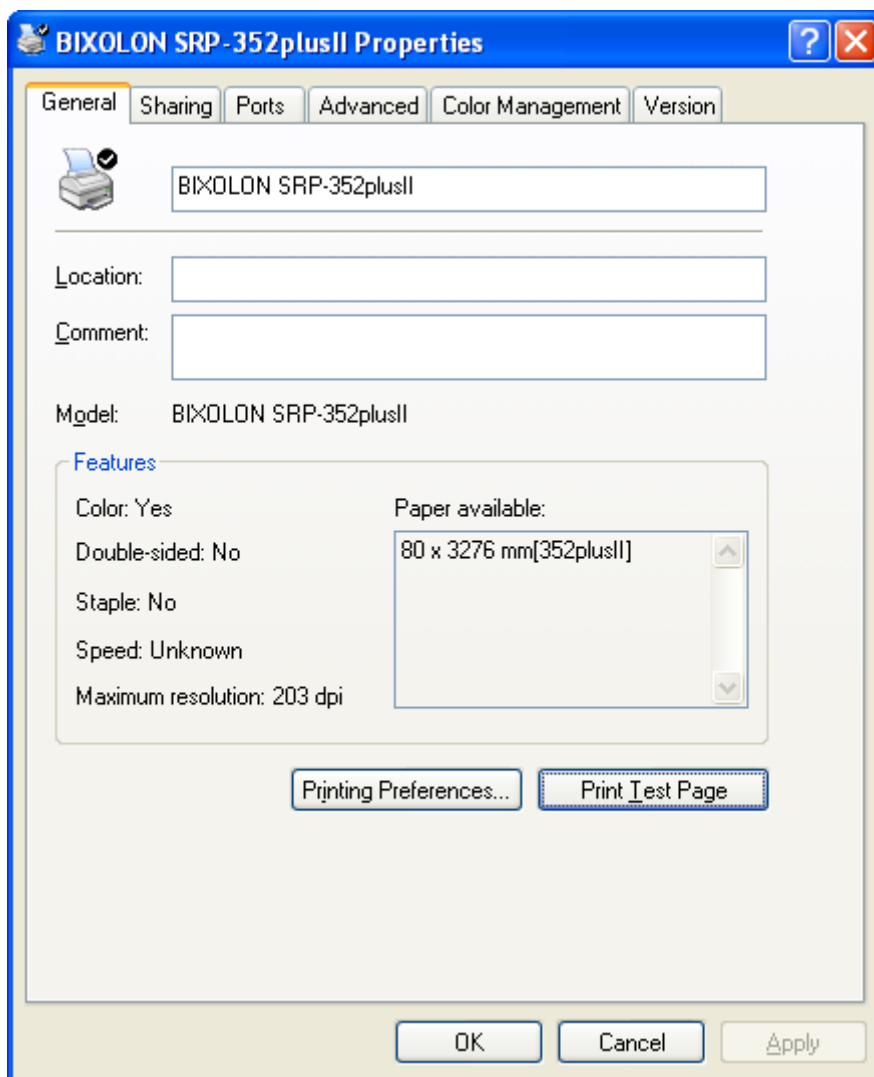 BIXOLON SRP-352plusII Properties
General Sharing Ports Advanced Color Management Version
BIXOLON SRP-352plusII
Location:
Comment:
Model: BIXOLON SRP-352plusII
Features
Color: Yes
Double-sided: No
Staple: No
Speed: Unknown
Maximum resolution: 203 dpi
Paper available:
80 x 3276 mm[352plusII]
Printing Preferences... Print Test Page
OK Cancel Apply